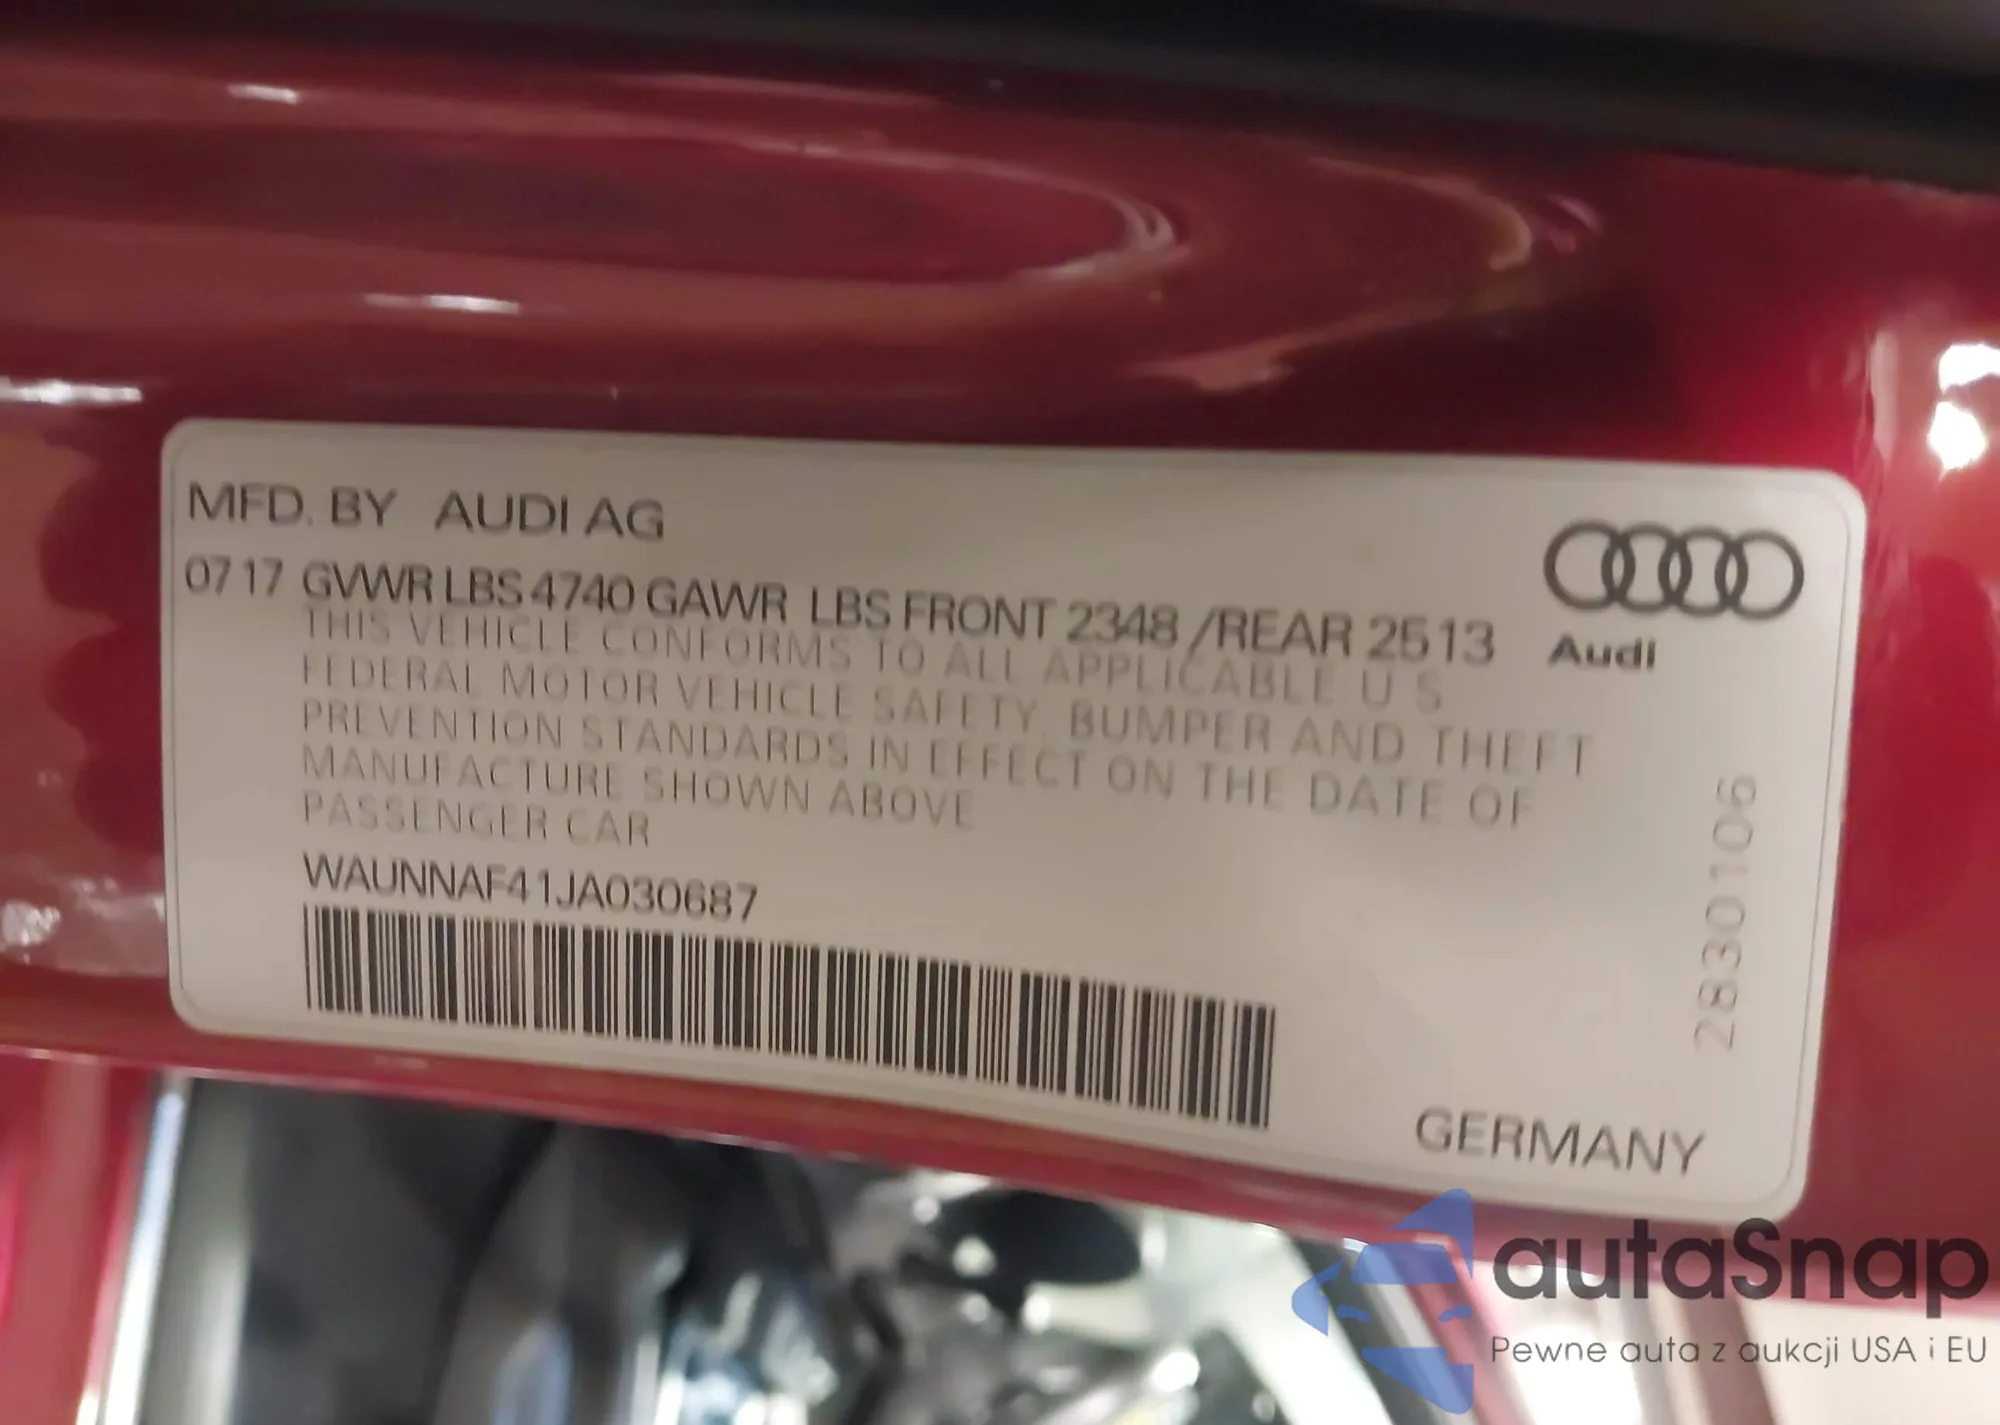 MFD. BY AUDI AG
07 17 GVWR LBS 4740 GAWR LBS FRONT 2348 /REAR 2513
THIS VEHICLE CONFORMS TO ALL APPLICABLE U S
FEDERAL MOTOR VEHICLE SAFETY, BUMPER AND THEFT
PREVENTION STANDARDS IN EFFECT ON THE DATE OF
MANUFACTURE SHOWN ABOVE
PASSENGER CAR
WAUNNAF41JA030687
Audi
28301106
GERMANY
autaSnap
Pewne auta z aukcji USA i EU